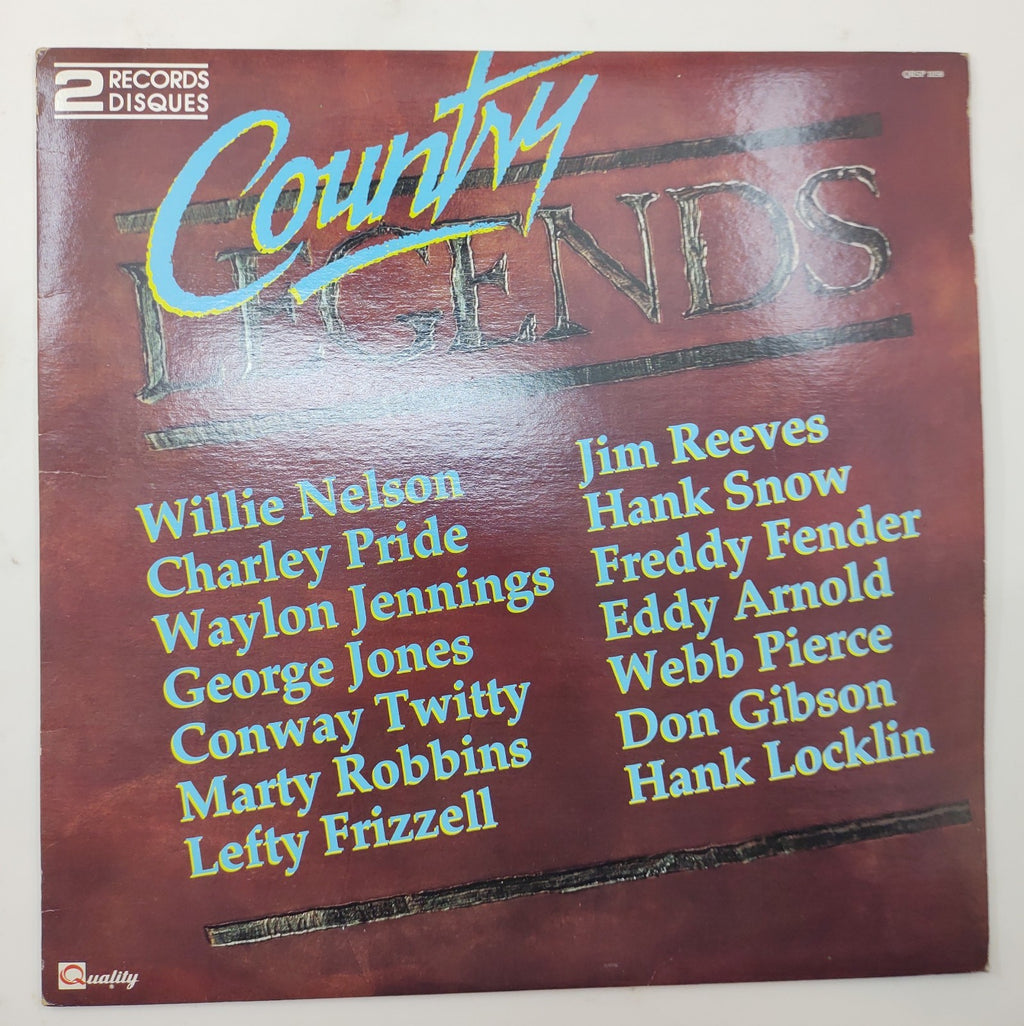 2 RECORDS
DISQUES
Country
LEGENDS
Willie Nelson
Charley Pride
Waylon Jennings
George Jones
Conway Twitty
Marty Robbins
Lefty Frizzell
Jim Reeves
Hank Snow
Freddy Fender
Eddy Arnold
Webb Pierce
Don Gibson
Hank Locklin
Quality